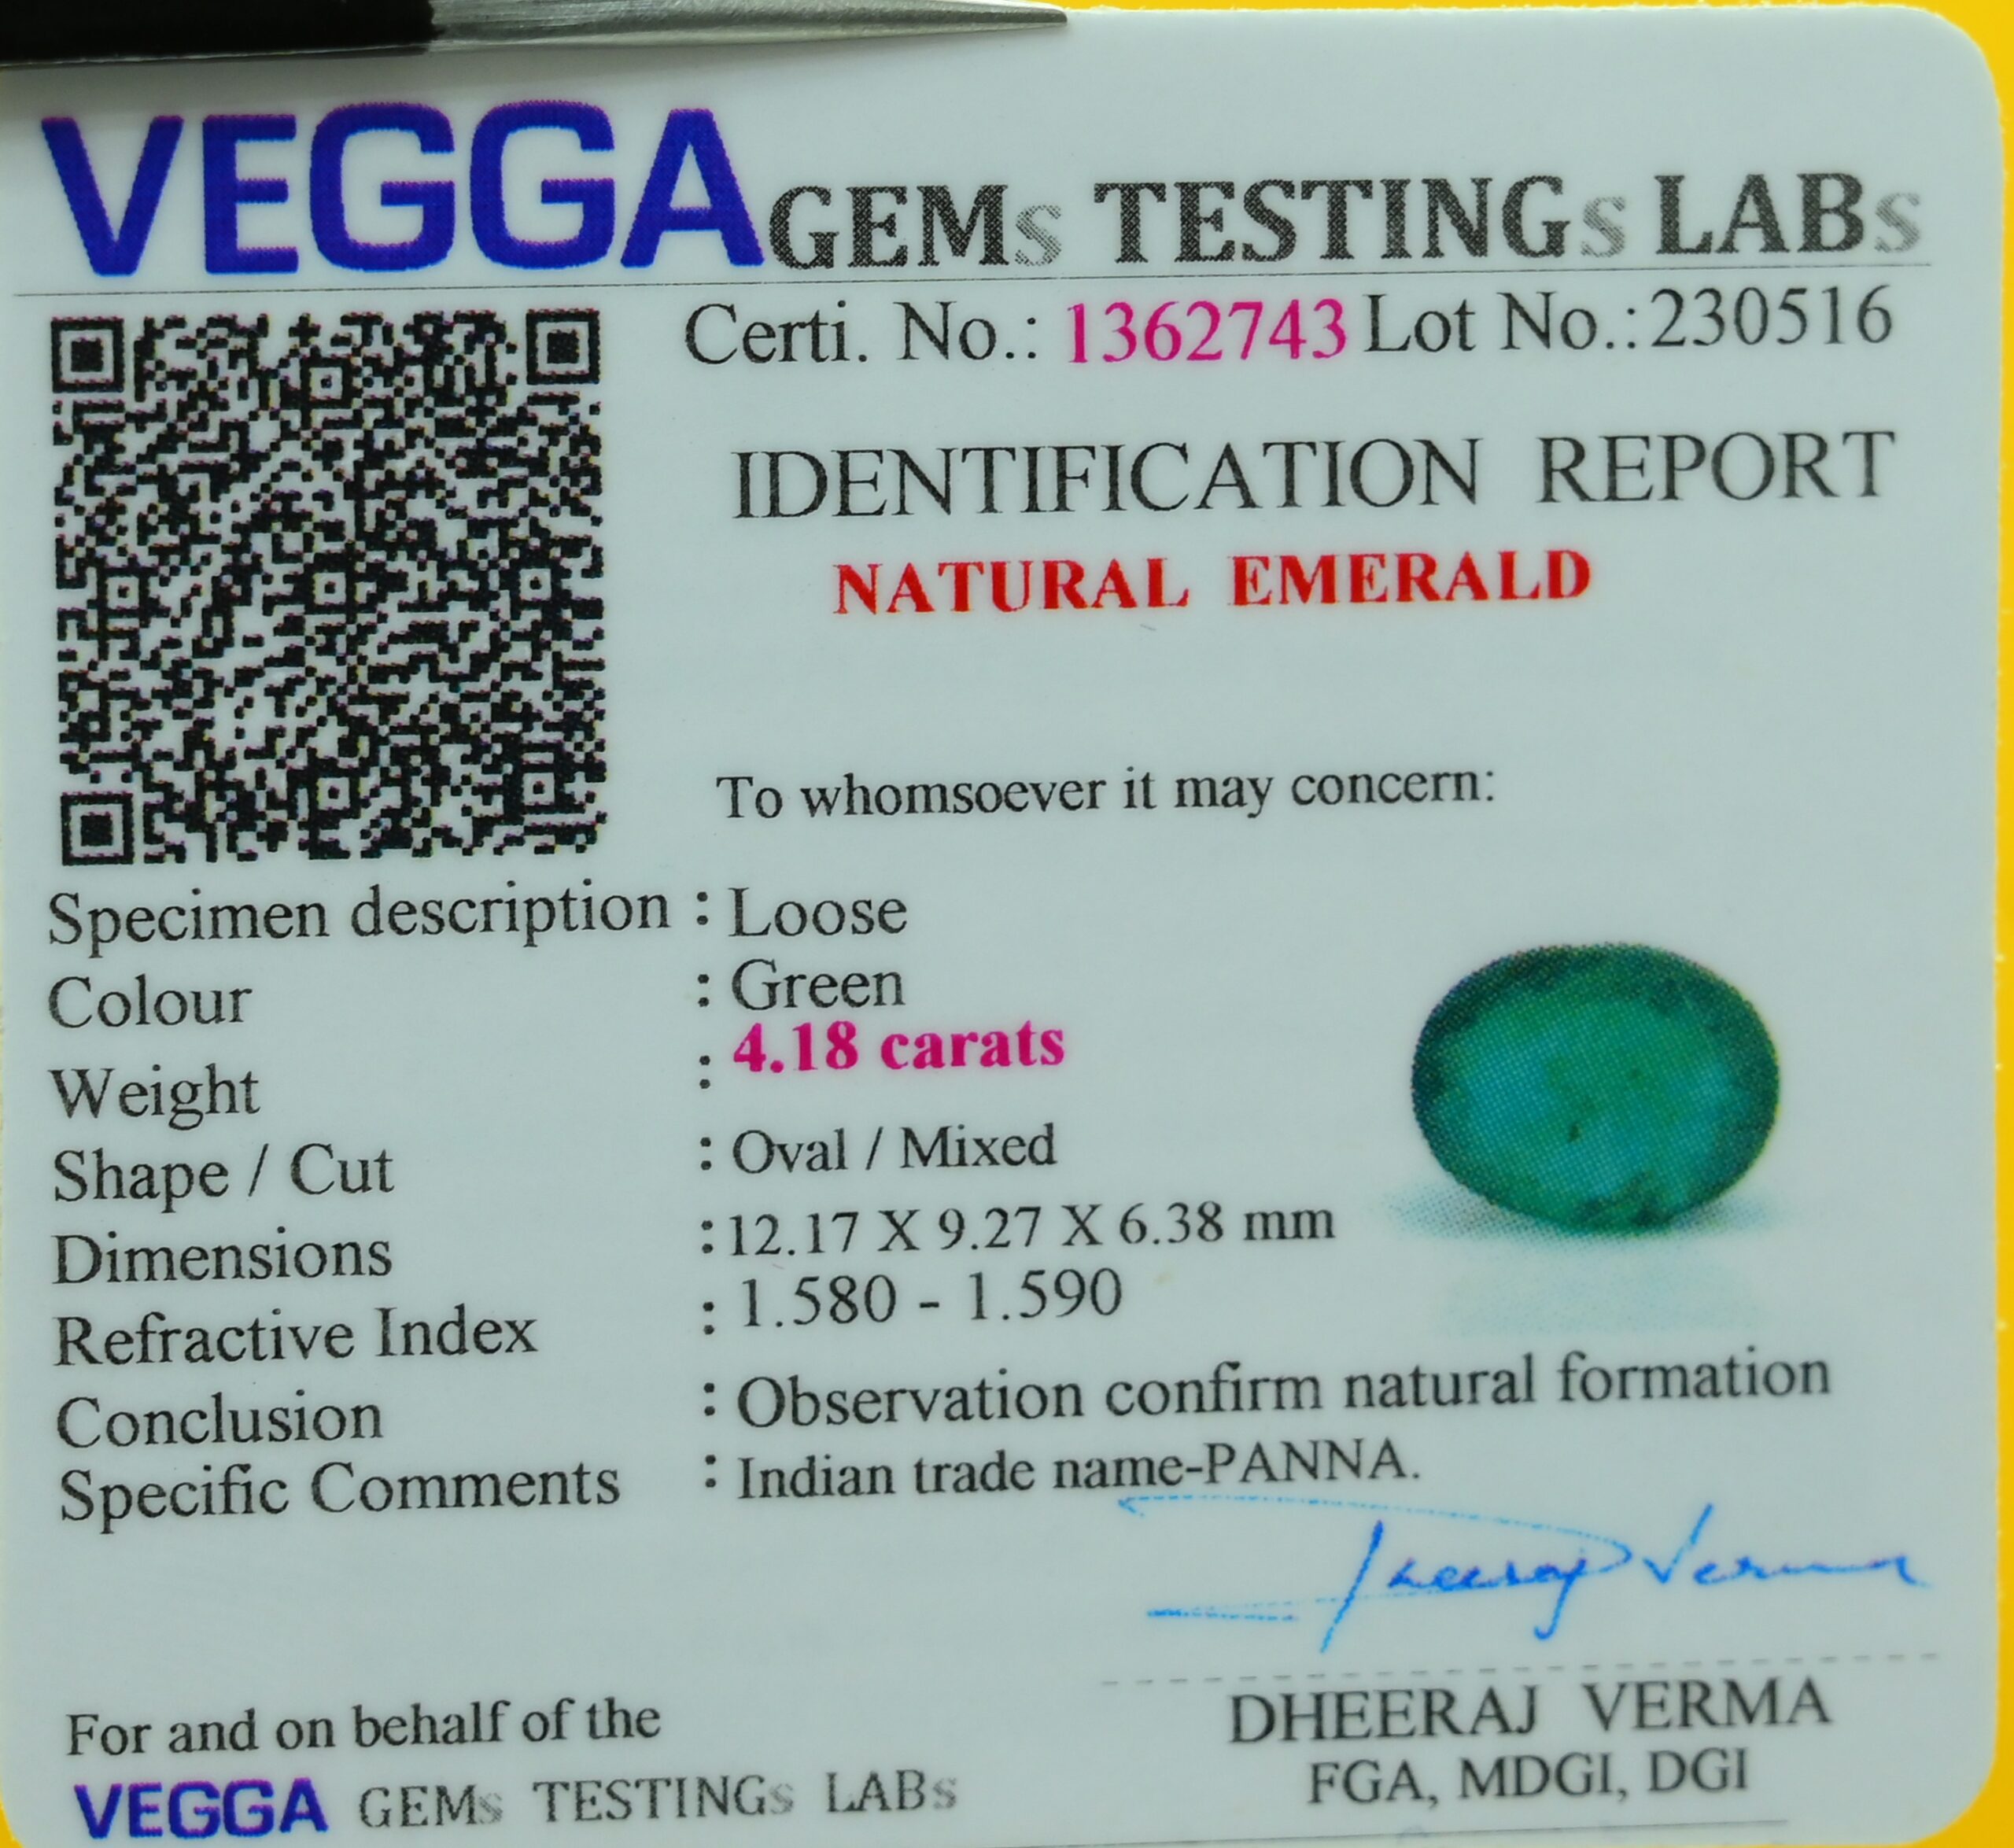 VEGGA GEMs TESTINGs LABs
Certi. No.: 1362743 Lot No.:230516
IDENTIFICATION REPORT
NATURAL EMERALD
To whomsoever it may concern:
Specimen description : Loose
Colour : Green
Weight : 4.18 carats
Shape / Cut : Oval / Mixed
Dimensions : 12.17 X 9.27 X 6.38 mm
Refractive Index : 1.580 - 1.590
Conclusion : Observation confirm natural formation
Specific Comments : Indian trade name-PANNA.
Dheeraj Verma
For and on behalf of the
VEGGA GEMs TESTINGs LABs
DHEERAJ VERMA
FGA, MDGI, DGI